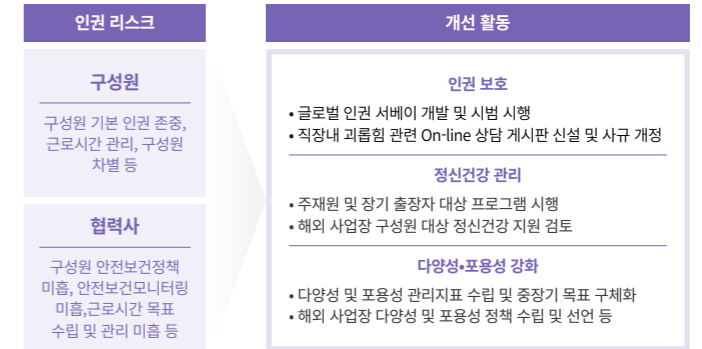 인권 리스크
구성원
구성원 기본 인권 존중,
근로시간 관리, 구성원
차별 등
협력사
구성원 안전보건정책
미흡, 안전보건모니터링
미흡,근로시간 목표
수립 및 관리 미흡 등
개선 활동
인권 보호
• 글로벌 인권 서베이 개발 및 시범 시행
• 직장내 괴롭힘 관련 On-line 상담 게시판 신설 및 사규 개정
정신건강 관리
• 주재원 및 장기 출장자 대상 프로그램 시행
• 해외 사업장 구성원 대상 정신건강 지원 검토
다양성•포용성 강화
• 다양성 및 포용성 관리지표 수립 및 중장기 목표 구체화
• 해외 사업장 다양성 및 포용성 정책 수립 및 선언 등